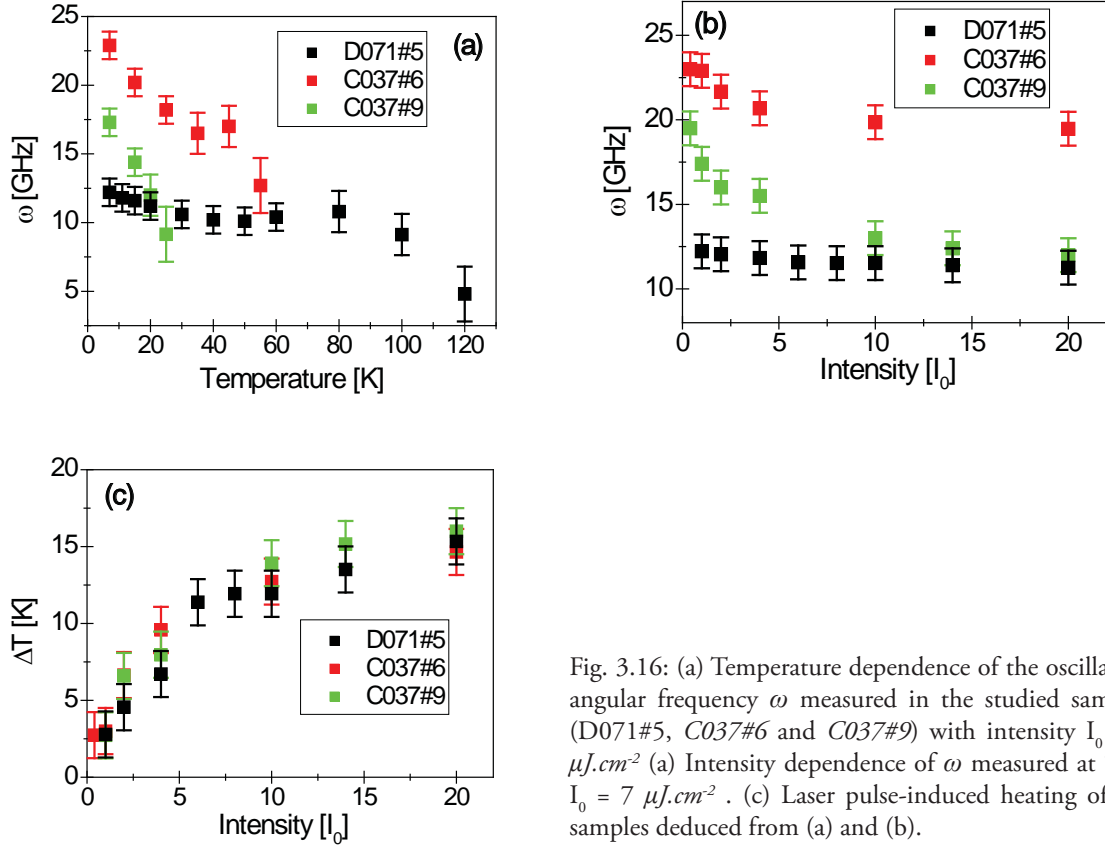 25
20
15
10
5
ω [GHz]
D071#5
C037#6
C037#9
(a)
0 20 40 60 80 100 120
Temperature [K]
25
20
15
10
ω [GHz]
(b)
D071#5
C037#6
C037#9
0 5 10 15 20
Intensity [I0]
20
15
10
5
0
ΔT [K]
(c)
D071#5
C037#6
C037#9
0 5 10 15 20
Intensity [I0]
Fig. 3.16: (a) Temperature dependence of the oscilla
angular frequency ω measured in the studied sam
(D071#5, C037#6 and C037#9) with intensity I0
μJ.cm-2 (a) Intensity dependence of ω measured at
I0 = 7 μJ.cm-2 . (c) Laser pulse-induced heating of
samples deduced from (a) and (b).